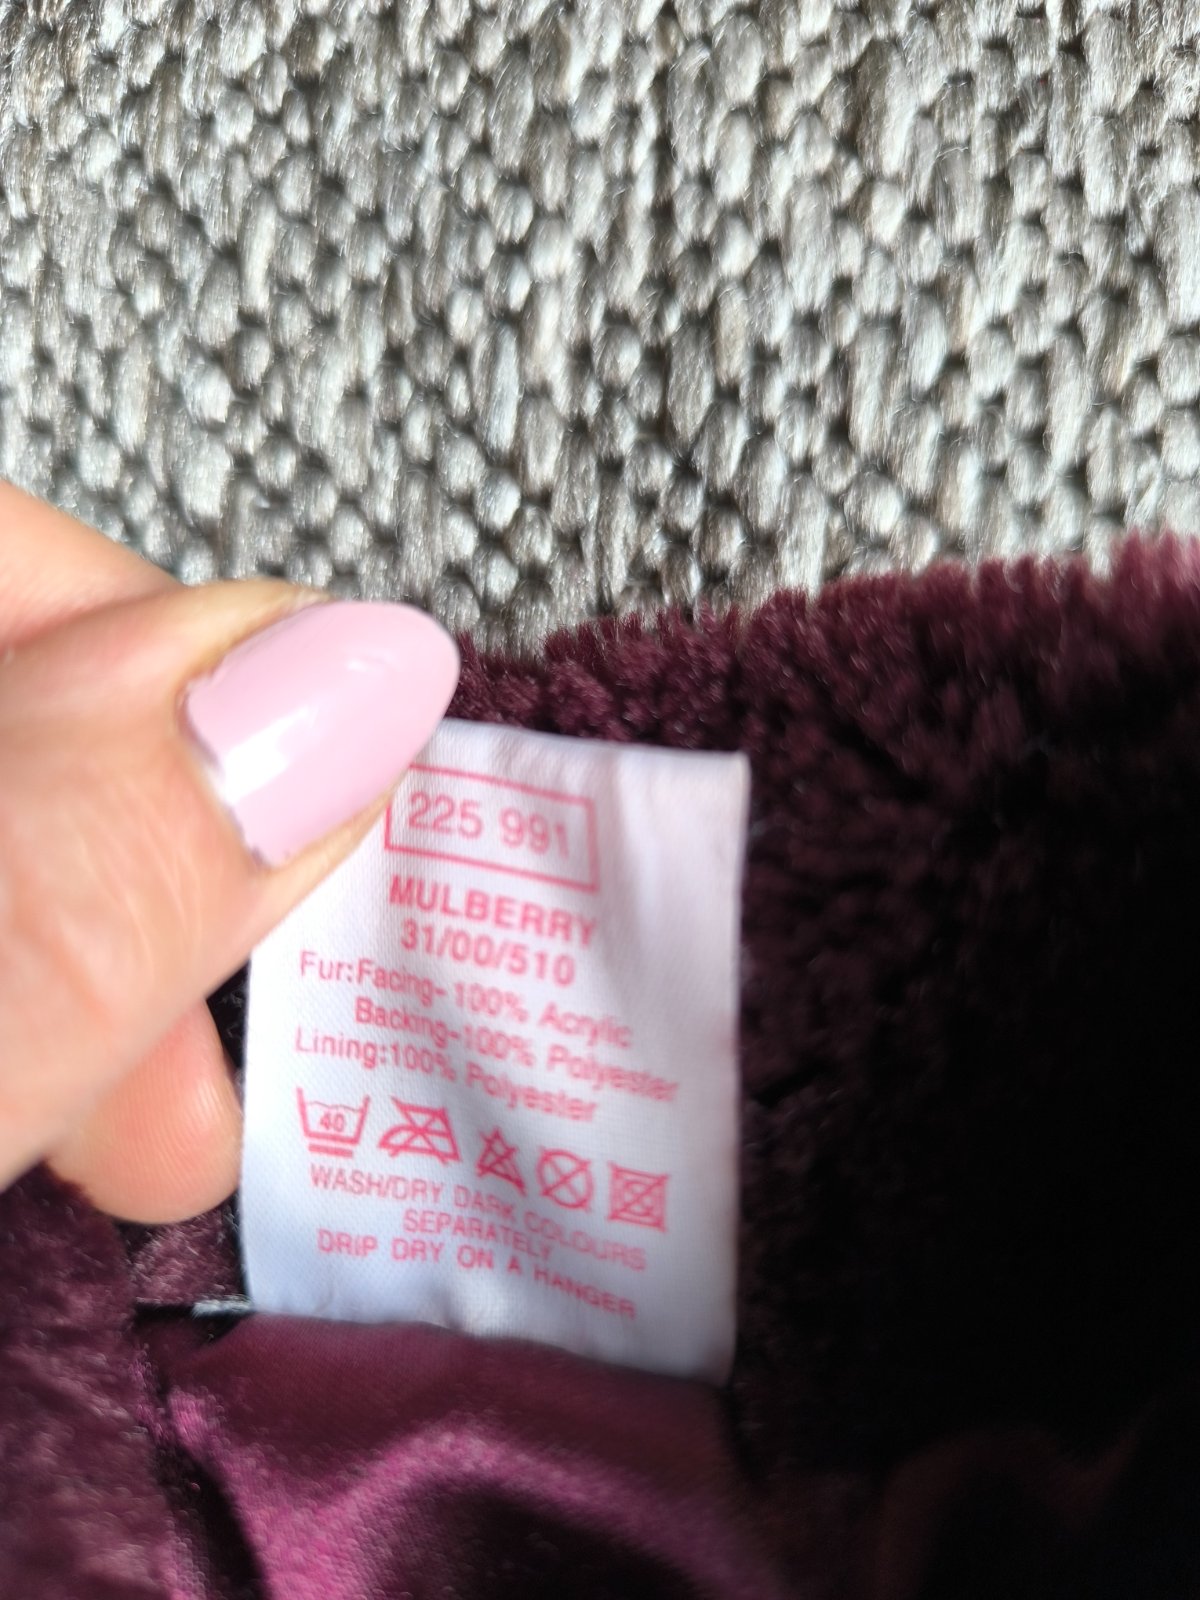 225 991
MULBERRY
31/00/510
Fur:Facing-100% Acrylic
Backing-100% Polyester
Lining:100% Polyester
40
WASH/DRY DARK COLOURS
SEPARATELY
DRIP DRY ON A HANGER